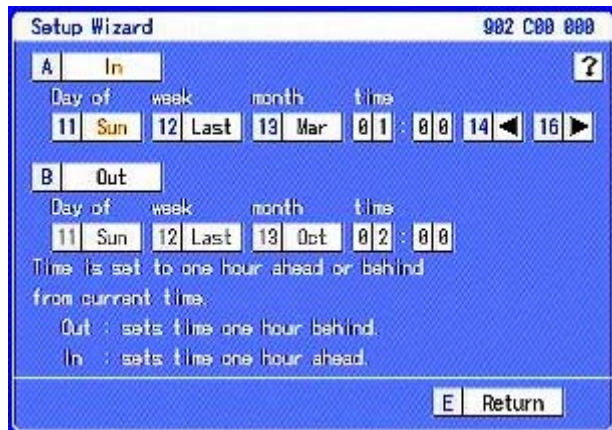 Setup Wizard 902 C00 000
A In ?
Day of week month time
11 Sun 12 Last 13 Mar 01:00 14 ◀ 16 ▶
B Out
Day of week month time
11 Sun 12 Last 13 Oct 02:00
Time is set to one hour ahead or behind
from current time.
Out : sets time one hour behind.
In : sets time one hour ahead.
E Return